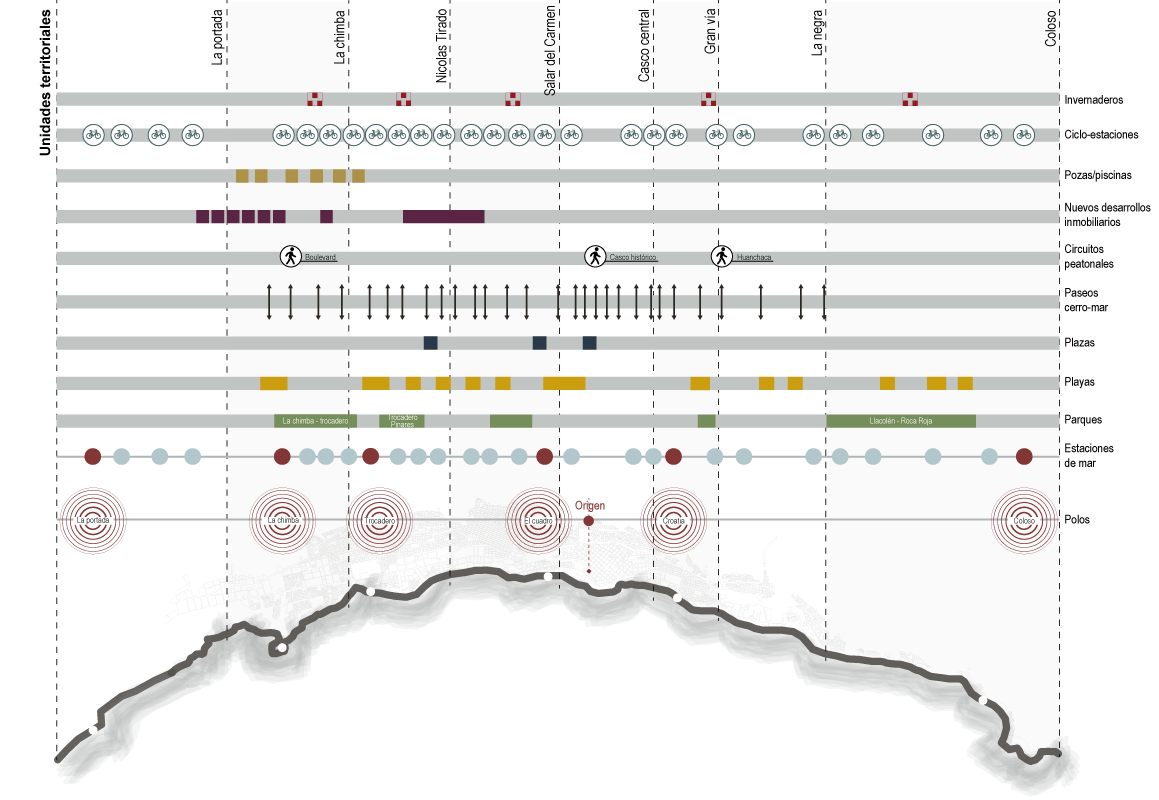 Unidades territoriales
La portada
La chimba
Nicolas Tirado
Salar del Carmen
Casco central
Gran vía
La negra
Coloso
Invernaderos
Ciclo-estaciones
Pozas/piscinas
Nuevos desarrollos
inmobiliarios
Boulevard
Casco histórico
Huanchaca
Circuitos
peatonales
Paseos
cerro-mar
Plazas
Playas
La chimba - trocadero
Trocadero
Pinares
Llacolén - Roca Roja
Parques
Estaciones
de mar
Origen
La portada
La chimba
Trocadero
El cuadro
Croatia
Coloso
Polos